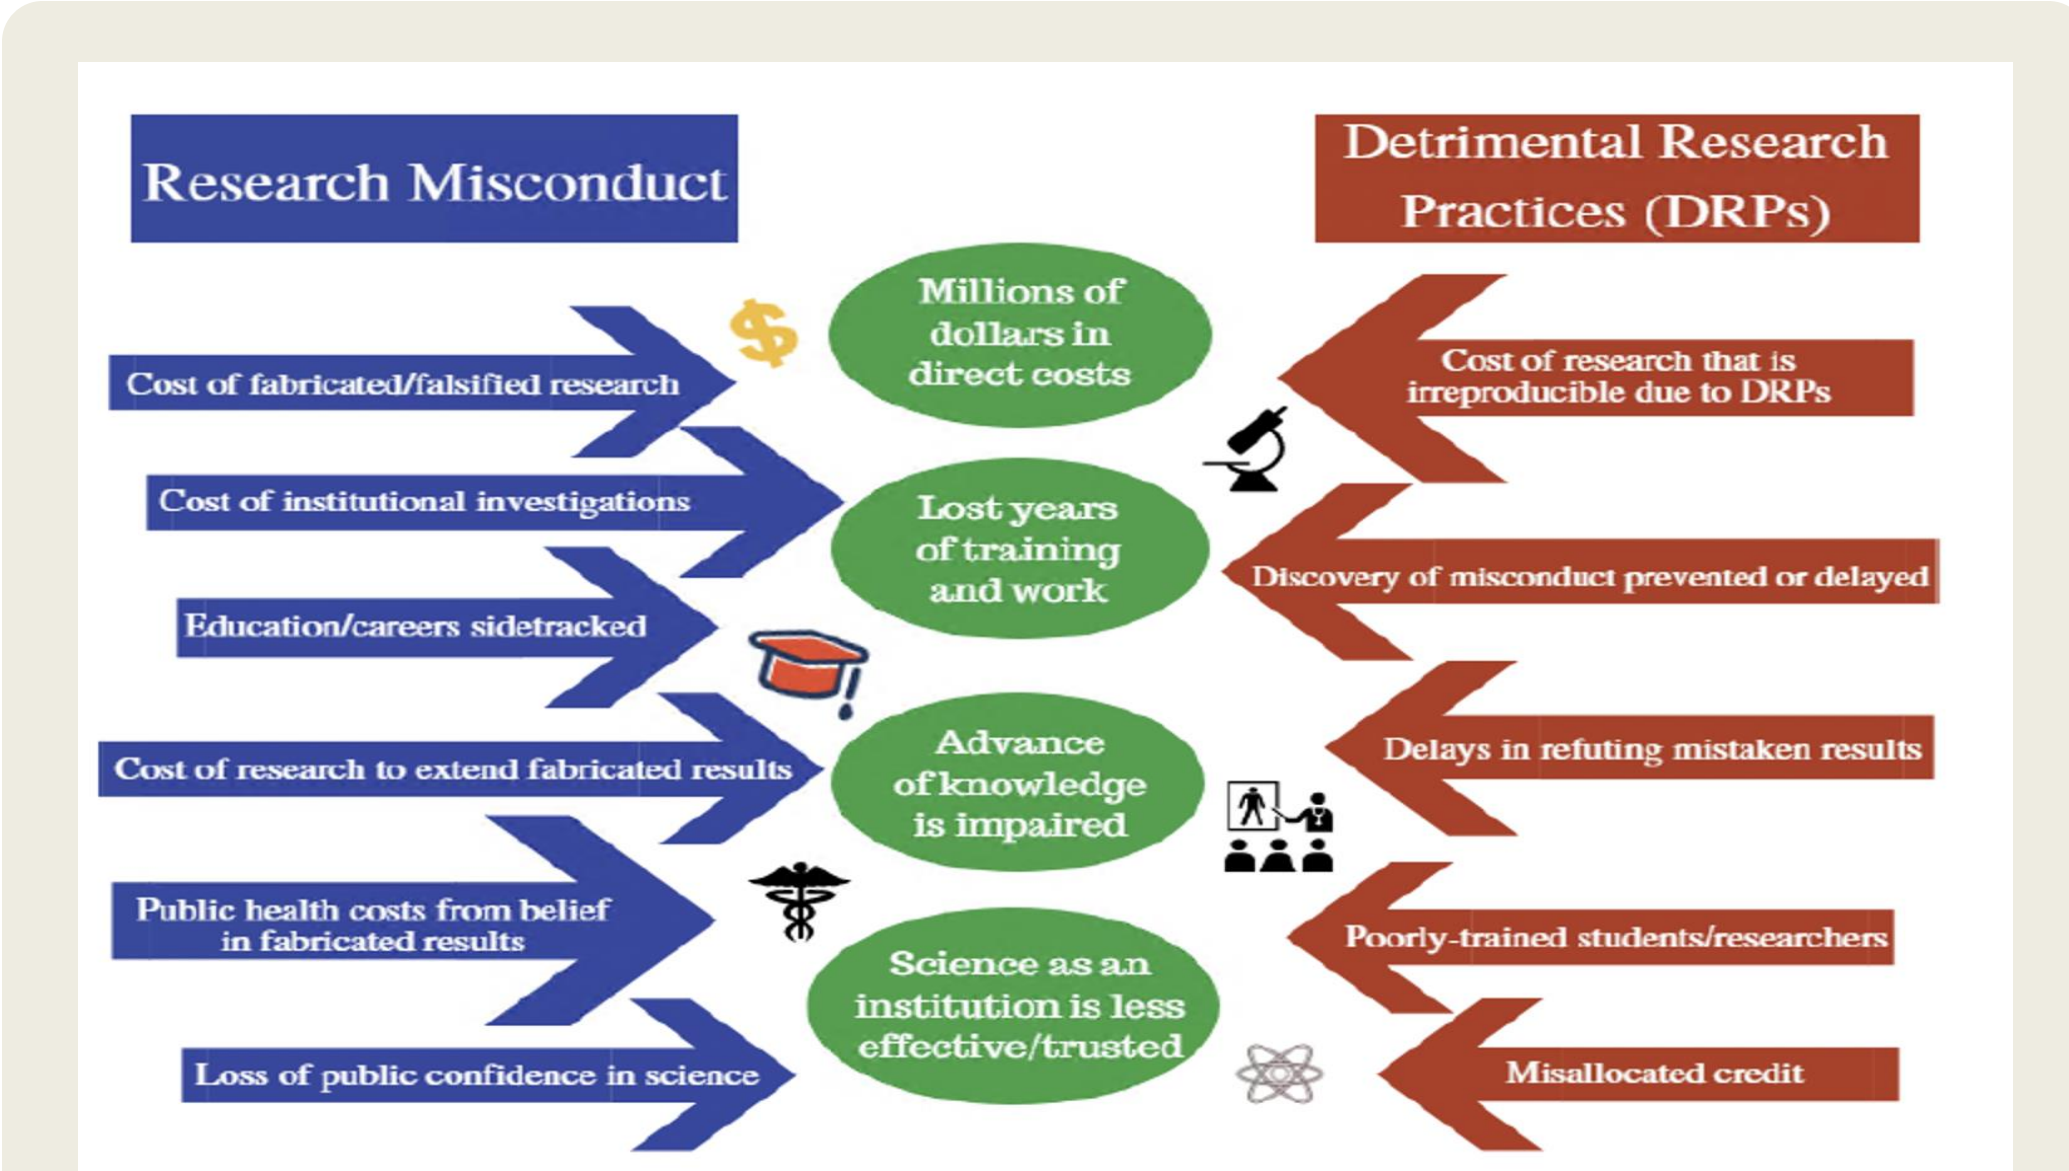 Research Misconduct
Detrimental Research
Practices (DRPs)
Cost of fabricated/falsified research
Cost of institutional investigations
Education/careers sidetracked
Cost of research to extend fabricated results
Public health costs from belief
in fabricated results
Loss of public confidence in science
Millions of
dollars in
direct costs
Lost years
of training
and work
Advance
of knowledge
is impaired
Science as an
institution is less
effective/trusted
Cost of research that is
irreproducible due to DRPs
Discovery of misconduct prevented or delayed
Delays in refuting mistaken results
Poorly-trained students/researchers
Misallocated credit